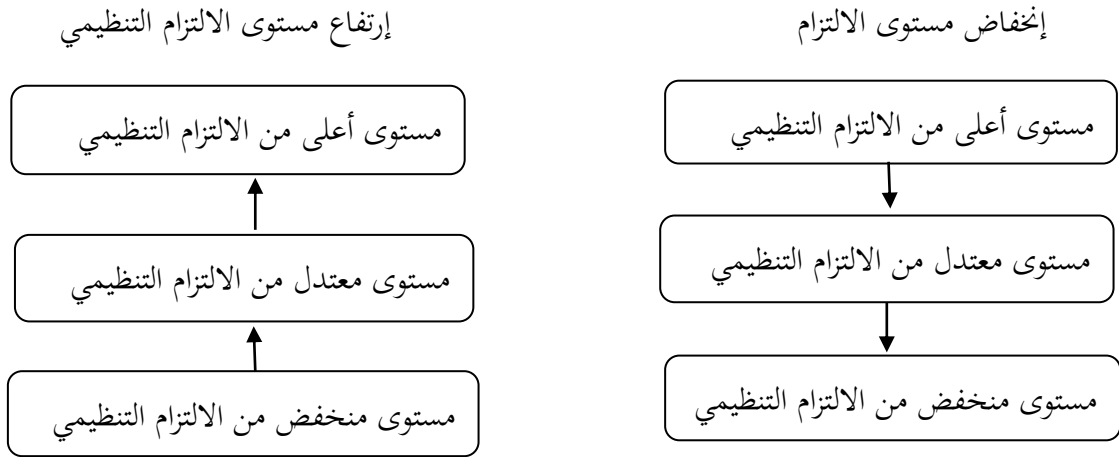 إنخفاض مستوى الالتزام
إرتفاع مستوى الالتزام التنظيمي
مستوى أعلى من الالتزام التنظيمي
مستوى أعلى من الالتزام التنظيمي
مستوى معتدل من الالتزام التنظيمي
مستوى معتدل من الالتزام التنظيمي
مستوى منخفض من الالتزام التنظيمي
مستوى منخفض من الالتزام التنظيمي